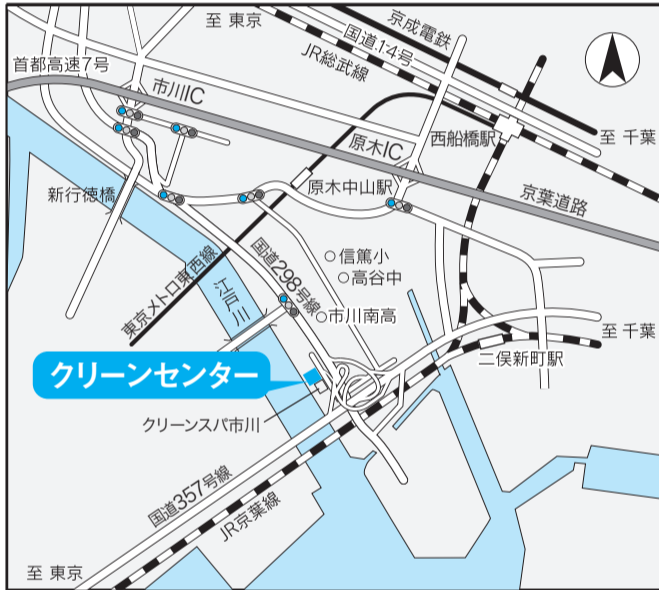 至 東京
京成電鉄
国道14号
JR総武線
首都高速7号
市川IC
至 千葉
西船橋駅
原木IC
原木中山駅
京葉道路
新行徳橋
国道298号線
信篤小
高谷中
東京メトロ東西線
江戸川
市川南高
至 千葉
二俣新町駅
クリーンセンター
クリーンスパ市川
国道357号線
JR京葉線
至 東京